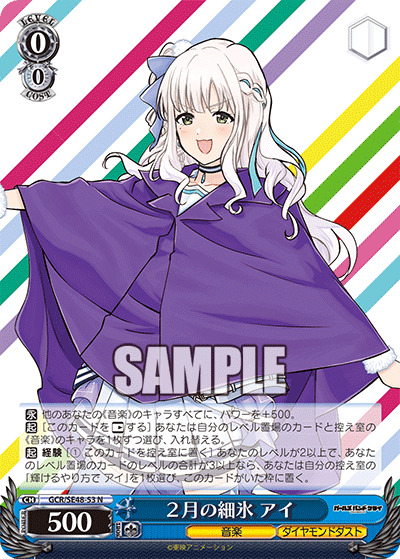 LEVEL
0
0
COST
SAMPLE
永 他のあなたの《音楽》のキャラすべてに、パワーを+500。
起 [このカードを する] あなたは自分のレベル置場のカードと控え室の
《音楽》のキャラを1枚ずつ選び、入れ替える。
起 経験 [① このカードを控え室に置く] あなたのレベルが2以上で、あなた
のレベル置場のカードのレベルの合計が3以上なら、あなたは自分の控え室の
「輝けるやり方で アイ」を1枚選び、このカードがいた枠に置く。
CH GCR/SE48-53 N
2月の細氷 アイ
ガールズバンドクライ
POWER
500
音楽
ダイヤモンドダスト
©東映アニメーション